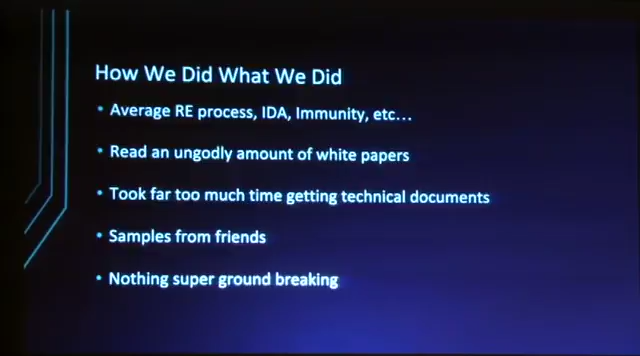 How We Did What We Did
• Average RE process, IDA, Immunity, etc...
• Read an ungodly amount of white papers
• Took far too much time getting technical documents
• Samples from friends
• Nothing super ground breaking